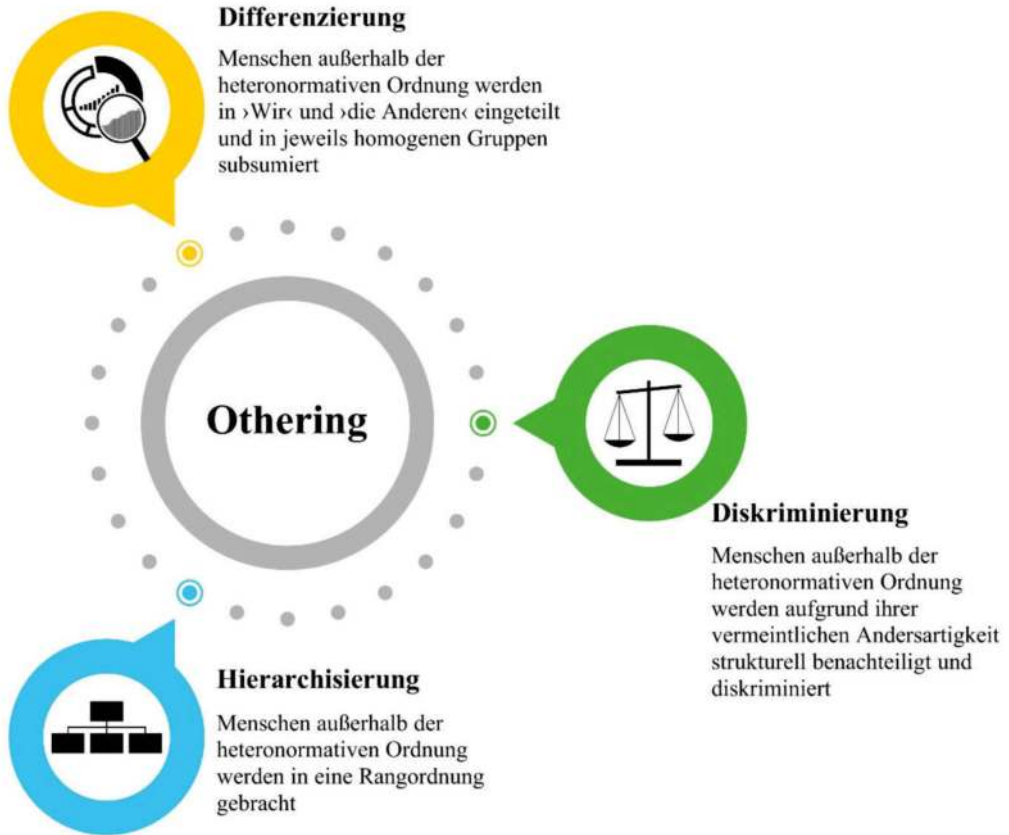 Differenzierung
Menschen außerhalb der
heteronormativen Ordnung werden
in ›Wir‹ und ›die Anderen‹ eingeteilt
und in jeweils homogenen Gruppen
subsumiert
Othering
Diskriminierung
Menschen außerhalb der
heteronormativen Ordnung
werden aufgrund ihrer
vermeintlichen Andersartigkeit
strukturell benachteiligt und
diskriminiert
Hierarchisierung
Menschen außerhalb der
heteronormativen Ordnung
werden in eine Rangordnung
gebracht